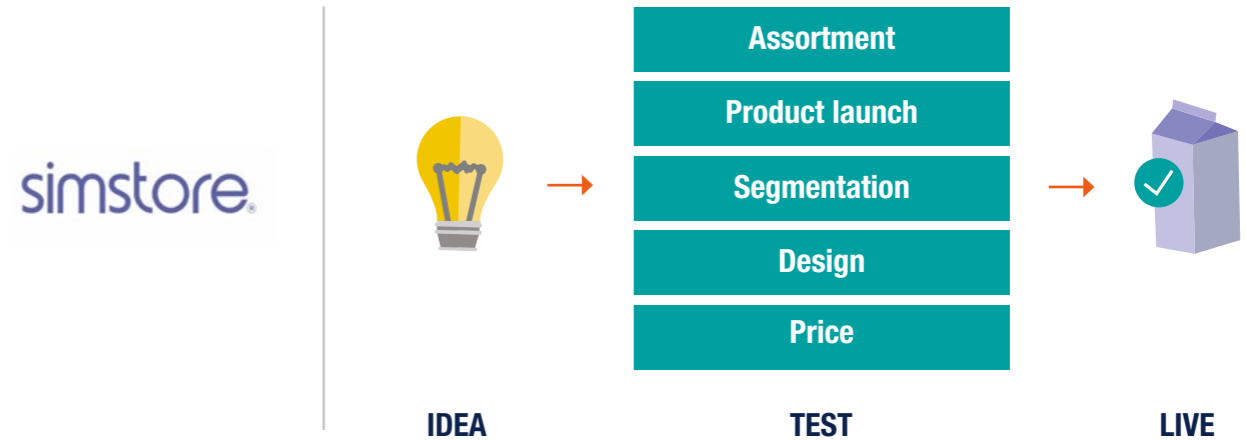 simstore®
Assortment
Product launch
Segmentation
Design
Price
IDEA
TEST
LIVE